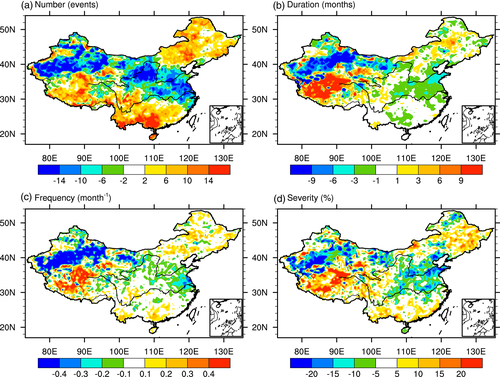 (a) Number (events)
(b) Duration (months)
50N
40N
30N
20N
50N
40N
30N
20N
80E 90E 100E 110E 120E 130E
80E 90E 100E 110E 120E 130E
-14 -10 -6 -2 2 6 10 14
-9 -6 -3 -1 1 3 6 9
(c) Frequency (month⁻¹)
(d) Severity (%)
50N
40N
30N
20N
50N
40N
30N
20N
80E 90E 100E 110E 120E 130E
80E 90E 100E 110E 120E 130E
-0.4 -0.3 -0.2 -0.1 0.1 0.2 0.3 0.4
-20 -15 -10 -5 5 10 15 20